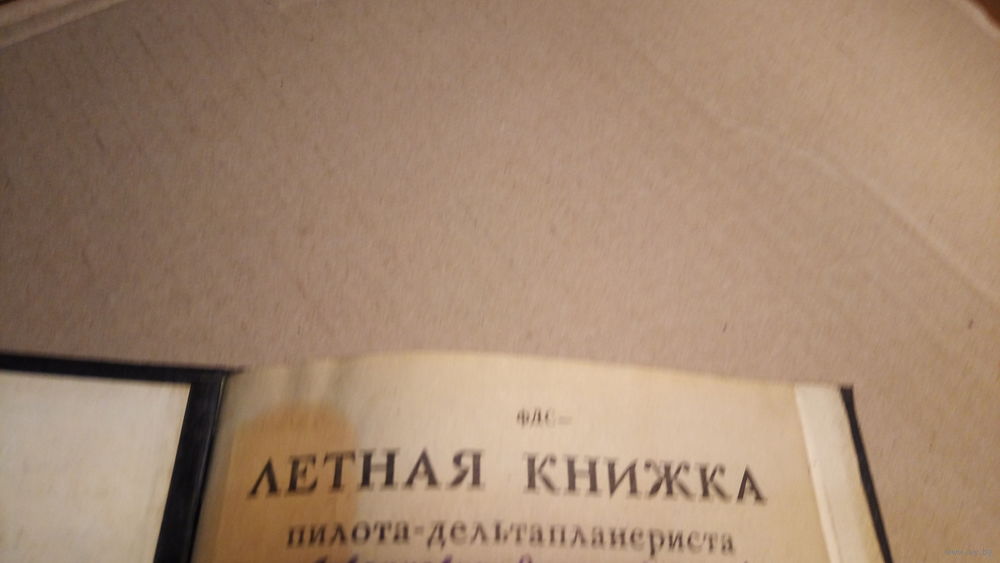 ФДС—
ЛЕТНАЯ КНИЖКА
пилота-дельтапланериста